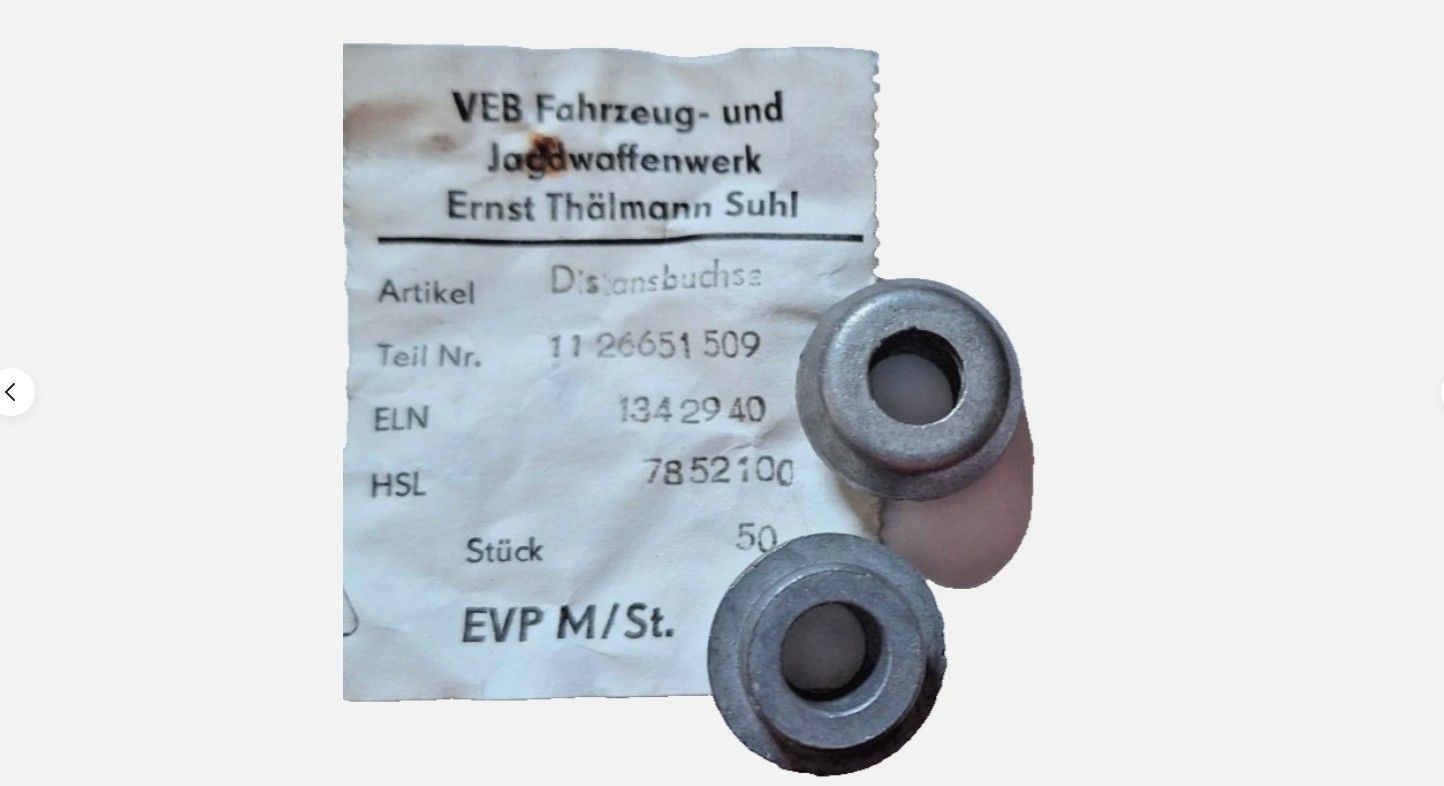 VEB Fahrzeug- und
Jagdwaffenwerk
Ernst Thälmann Suhl
Artikel Distansbuchse
Teil Nr. 11 26651 509
ELN 134 29 40
HSL 78 52 100
Stück 50
EVP M/St.